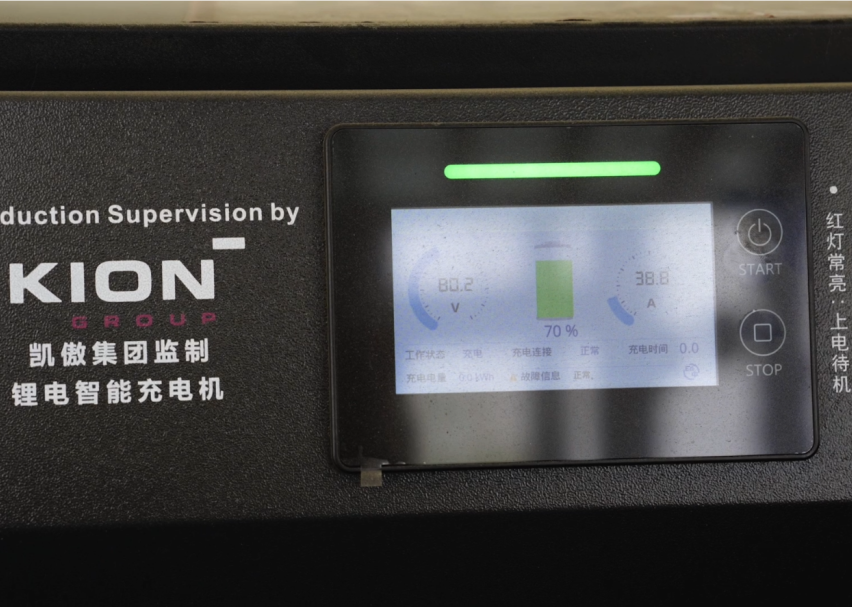 duction Supervision by
KION
GROUP
凯傲集团监制
锂电智能充电机
80.2
V
38.8
A
70 %
工作状态 充电 充电连接 正常 充电时间 0.0
充电电量 0.0 kWh 故障信息 正常
START
STOP
红灯常亮：上电待机